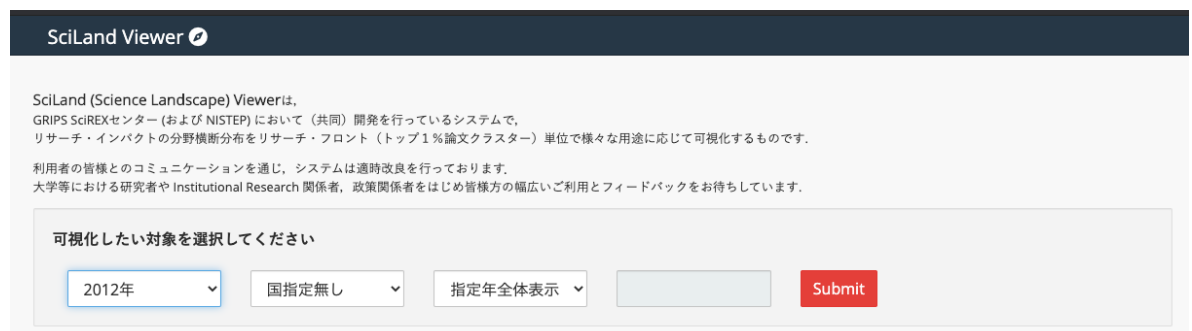 SciLand Viewer
SciLand (Science Landscape) Viewerは,
GRIPS SciREXセンター (および NISTEP) において（共同）開発を行っているシステムで,
リサーチ・インパクトの分野横断分布をリサーチ・フロント（トップ１%論文クラスター）単位で様々な用途に応じて可視化するものです.
利用者の皆様とのコミュニケーションを通じ，システムは適時改良を行っております.
大学等における研究者や Institutional Research 関係者，政策関係者をはじめ皆様方の幅広いご利用とフィードバックをお待ちしています.
可視化したい対象を選択してください
2012年 国指定無し 指定年全体表示 Submit